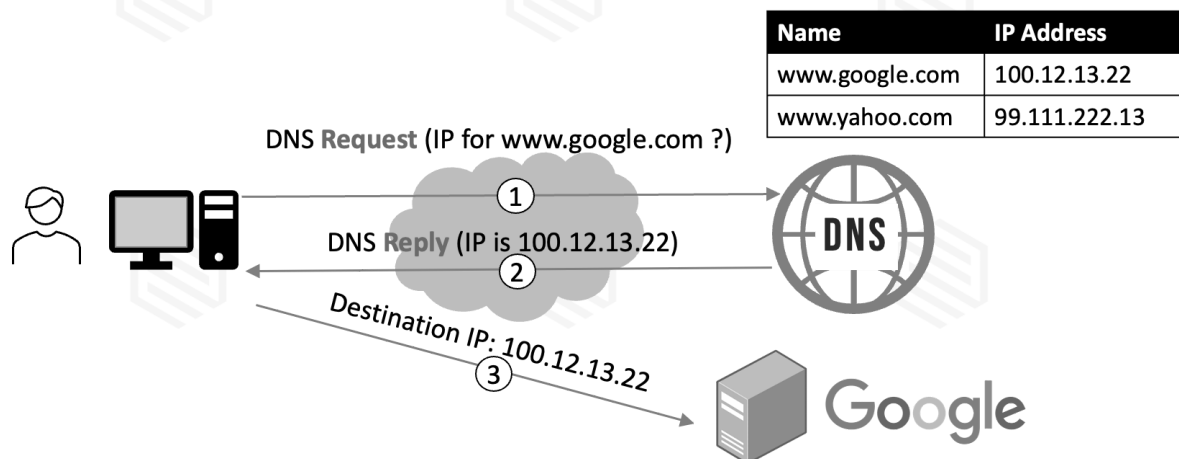 Name IP Address
www.google.com 100.12.13.22
www.yahoo.com 99.111.222.13
DNS Request (IP for www.google.com ?)
1
DNS
DNS Reply (IP is 100.12.13.22)
2
Destination IP: 100.12.13.22
3
Google